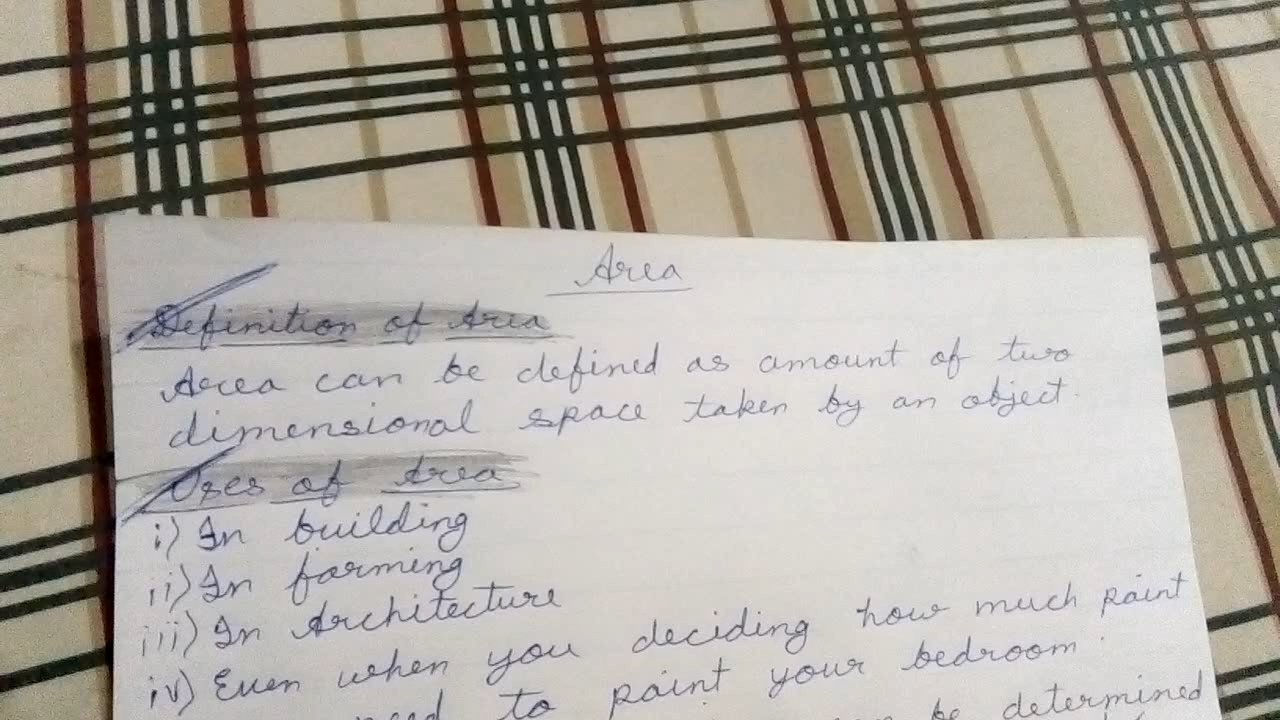 Area
Definition of Area
Area can be defined as amount of two
dimensional space taken by an object.
Uses of Area
i) In building
ii) In farming
iii) In Architecture
iv) Even when you deciding how much paint
need to paint your bedroom.
be determined